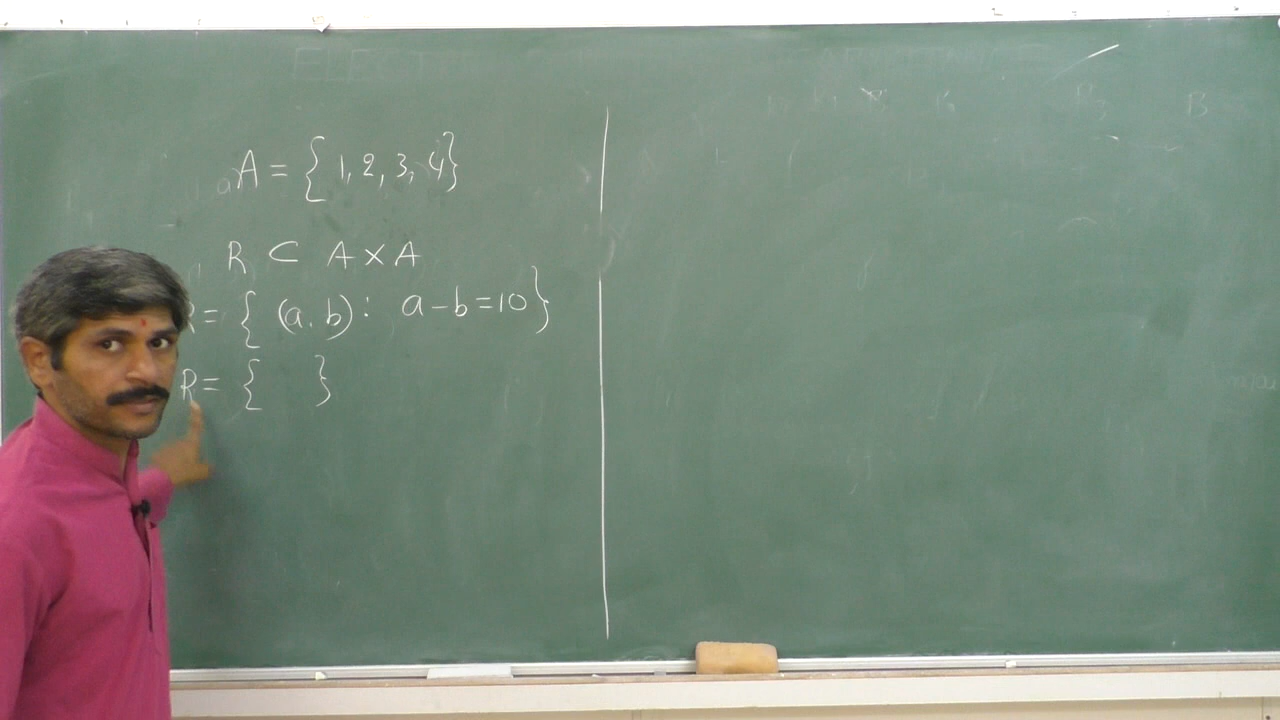 A = { 1, 2, 3, 4}
R ⊂ A × A
R = { (a, b) : a - b = 10 }
R = { }